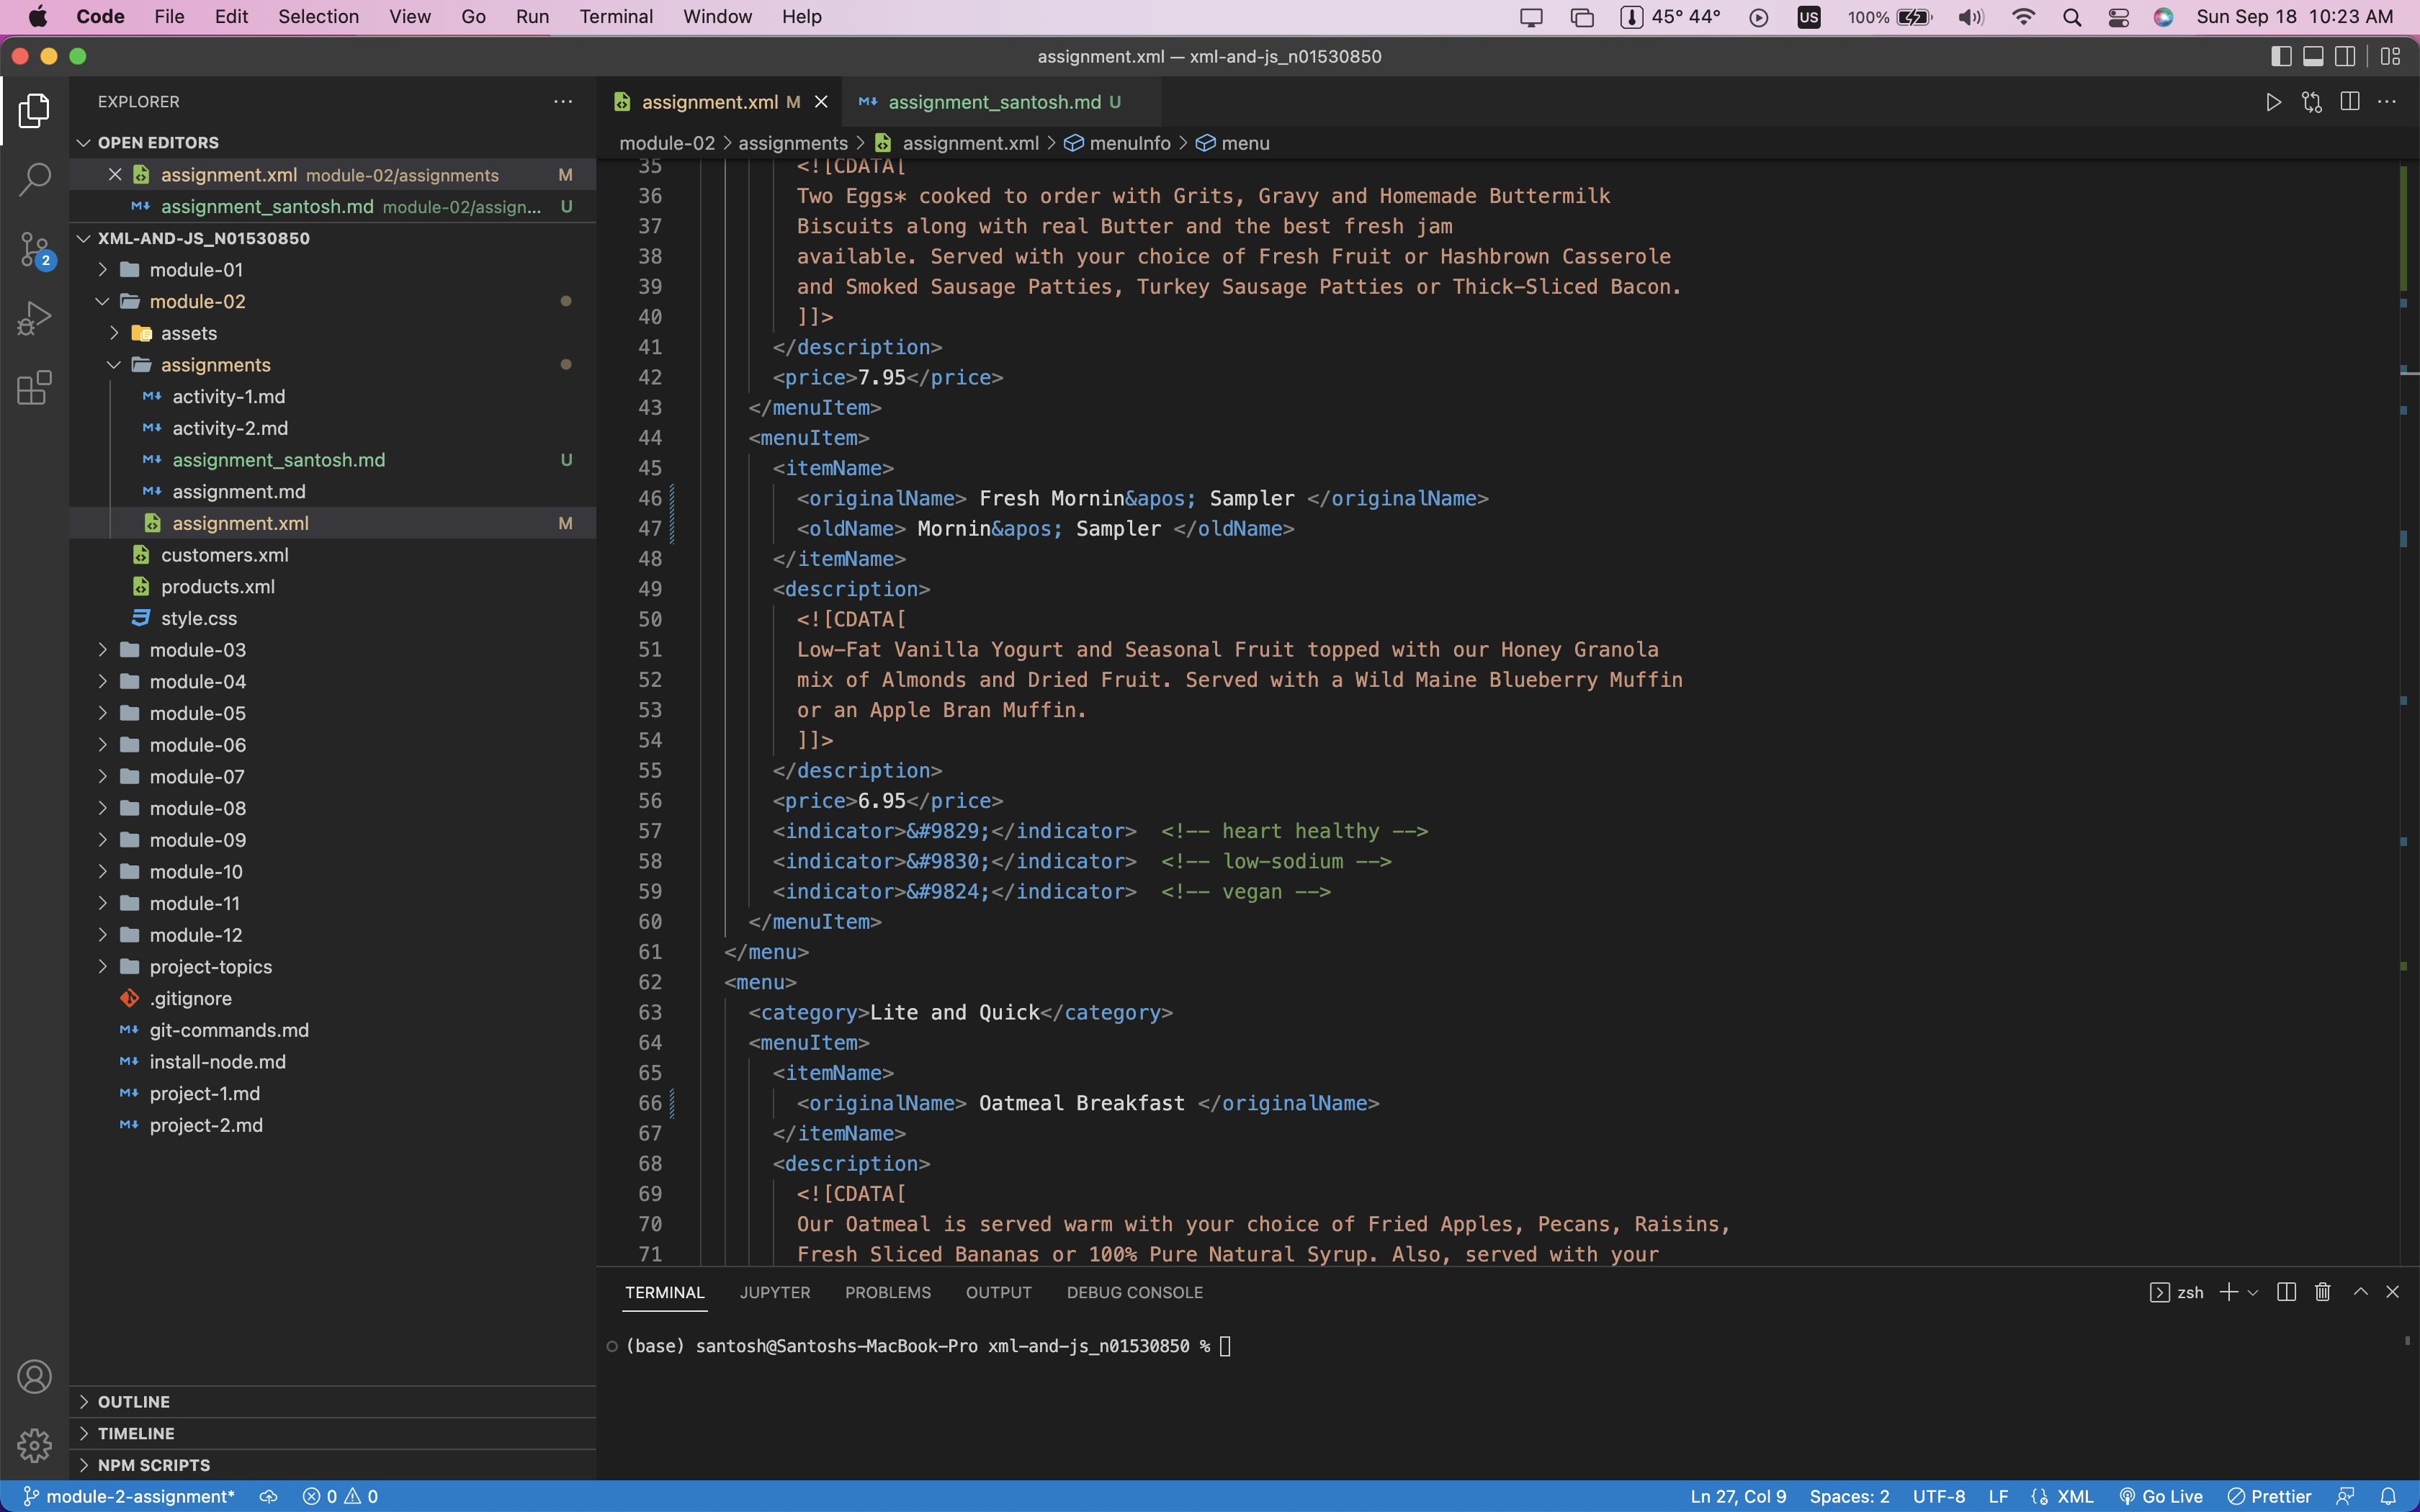 Code File Edit Selection View Go Run Terminal Window Help 45° 44° US 100% Sun Sep 18 10:23 AM
assignment.xml — xml-and-js_n01530850
EXPLORER
OPEN EDITORS
assignment.xml module-02/assignments M
assignment_santosh.md module-02/assign... U
XML-AND-JS_N01530850
module-01
module-02
assets
assignments
activity-1.md
activity-2.md
assignment_santosh.md U
assignment.md
assignment.xml M
customers.xml
products.xml
style.css
module-03
module-04
module-05
module-06
module-07
module-08
module-09
module-10
module-11
module-12
project-topics
.gitignore
git-commands.md
install-node.md
project-1.md
project-2.md
OUTLINE
TIMELINE
NPM SCRIPTS
2
assignment.xml M assignment_santosh.md U
module-02 > assignments > assignment.xml > menuInfo > menu
35 <![CDATA[
36 Two Eggs* cooked to order with Grits, Gravy and Homemade Buttermilk
37 Biscuits along with real Butter and the best fresh jam
38 available. Served with your choice of Fresh Fruit or Hashbrown Casserole
39 and Smoked Sausage Patties, Turkey Sausage Patties or Thick-Sliced Bacon.
40 ]]>
41 </description>
42 <price>7.95</price>
43 </menuItem>
44 <menuItem>
45 <itemName>
46 <originalName> Fresh Mornin&apos; Sampler </originalName>
47 <oldName> Mornin&apos; Sampler </oldName>
48 </itemName>
49 <description>
50 <![CDATA[
51 Low-Fat Vanilla Yogurt and Seasonal Fruit topped with our Honey Granola
52 mix of Almonds and Dried Fruit. Served with a Wild Maine Blueberry Muffin
53 or an Apple Bran Muffin.
54 ]]>
55 </description>
56 <price>6.95</price>
57 <indicator>&#9829;</indicator> <!-- heart healthy -->
58 <indicator>&#9830;</indicator> <!-- low-sodium -->
59 <indicator>&#9824;</indicator> <!-- vegan -->
60 </menuItem>
61 </menu>
62 <menu>
63 <category>Lite and Quick</category>
64 <menuItem>
65 <itemName>
66 <originalName> Oatmeal Breakfast </originalName>
67 </itemName>
68 <description>
69 <![CDATA[
70 Our Oatmeal is served warm with your choice of Fried Apples, Pecans, Raisins,
71 Fresh Sliced Bananas or 100% Pure Natural Syrup. Also, served with your
TERMINAL JUPYTER PROBLEMS OUTPUT DEBUG CONSOLE zsh
(base) santosh@Santoshs-MacBook-Pro xml-and-js_n01530850 %
module-2-assignment* 0 0 Ln 27, Col 9 Spaces: 2 UTF-8 LF XML Go Live Prettier